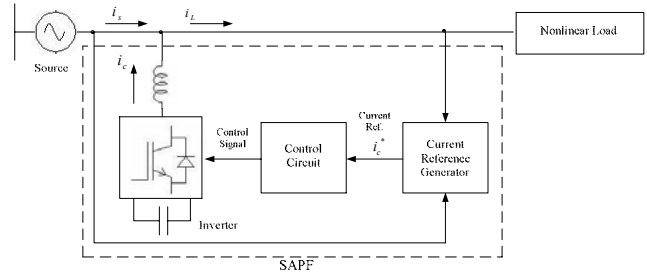 i_s
i_L
Nonlinear Load
Source
i_c
Control
Signal
Control
Circuit
Current
Ref.
i_c*
Current
Reference
Generator
Inverter
SAPF